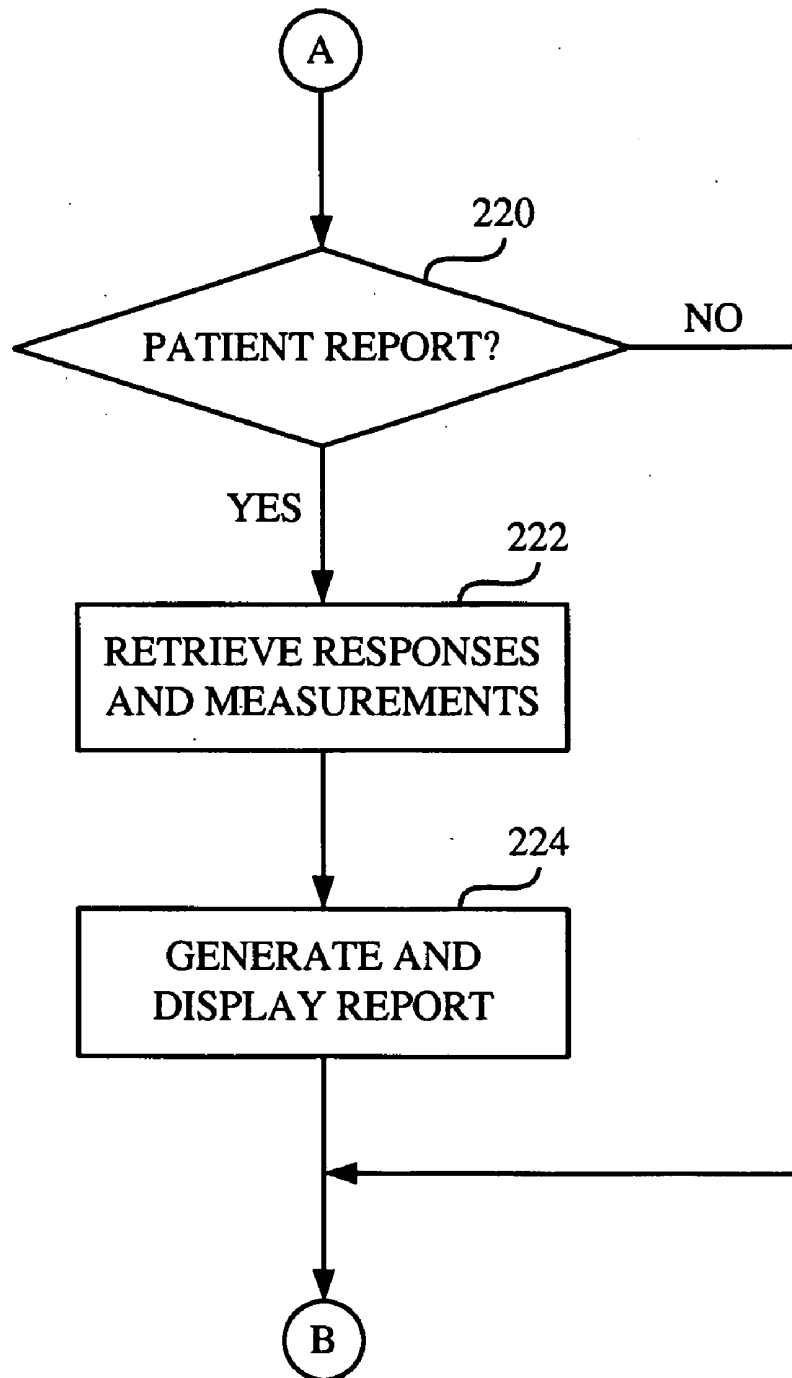 A
220
PATIENT REPORT?
NO
YES
222
RETRIEVE RESPONSES
AND MEASUREMENTS
224
GENERATE AND
DISPLAY REPORT
B